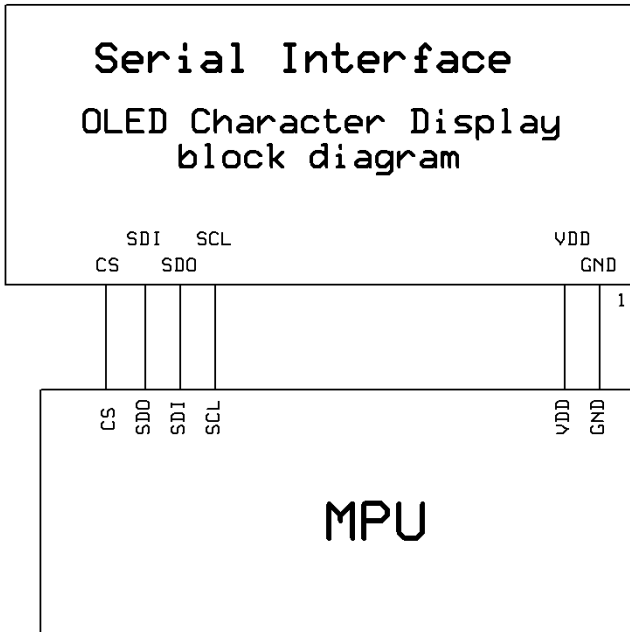 Serial Interface
OLED Character Display
block diagram
SDI SCL VDD
CS SDO GND
1
CS SDO SDI SCL VDD GND
MPU